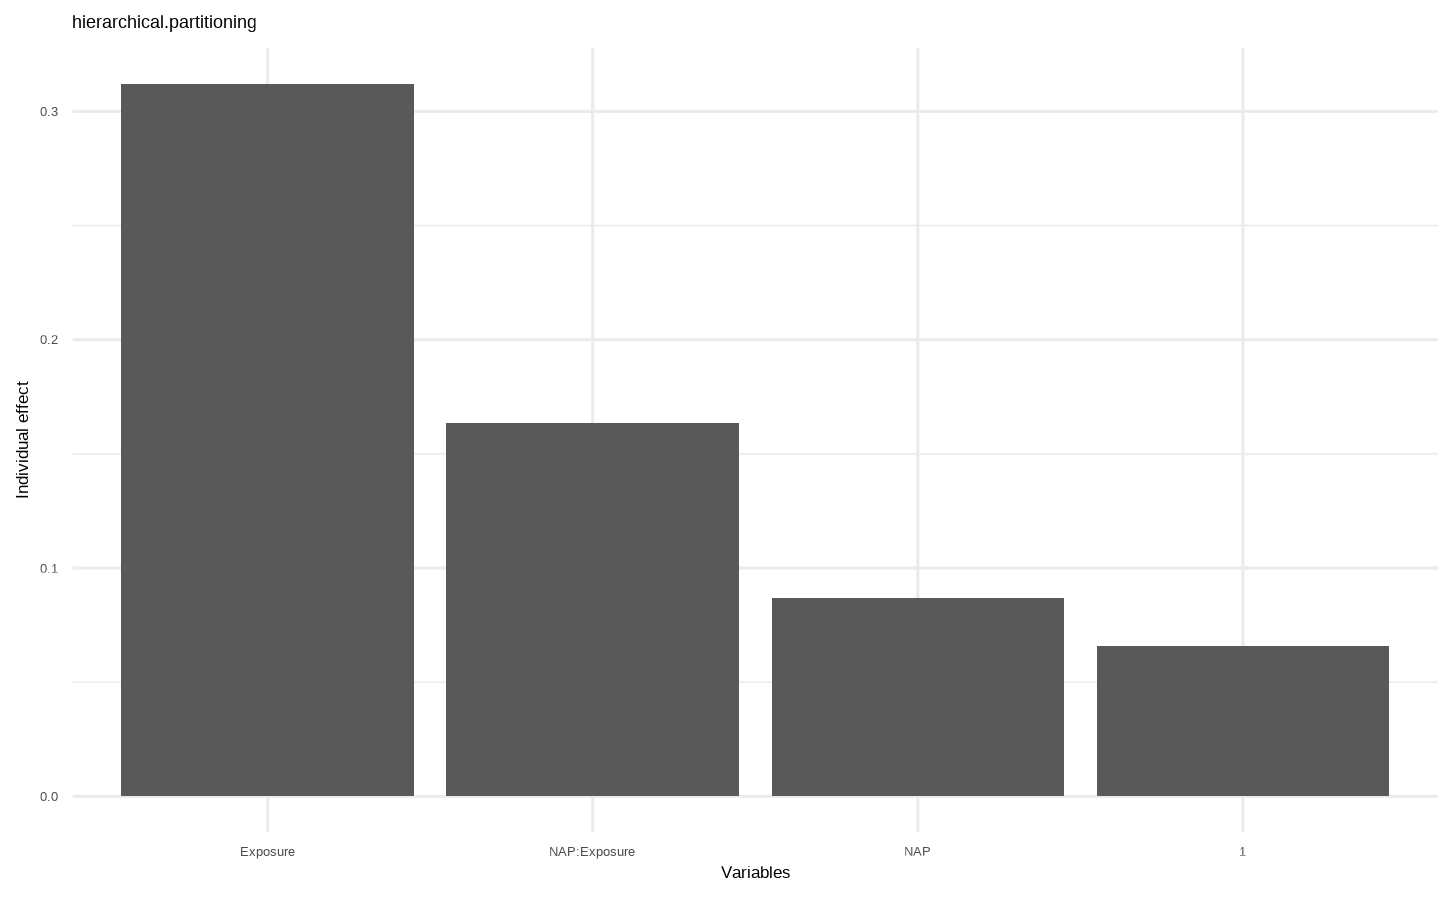 hierarchical.partitioning
0.3
0.2
0.1
0.0
Individual effect
Exposure NAP:Exposure NAP 1
Variables